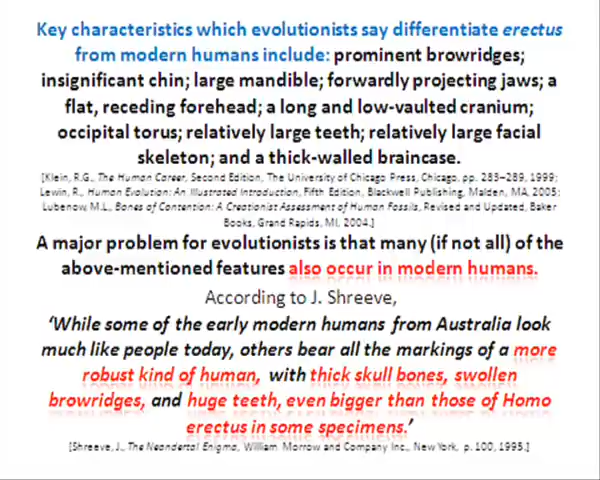 Key characteristics which evolutionists say differentiate erectus
from modern humans include: prominent browridges;
insignificant chin; large mandible; forwardly projecting jaws; a
flat, receding forehead; a long and low-vaulted cranium;
occipital torus; relatively large teeth; relatively large facial
skeleton; and a thick-walled braincase.
[Klein, R.G., The Human Career, Second Edition, The University of Chicago Press, Chicago, pp. 285–289, 1999;
Lewin, R., Human Evolution: An Illustrated Introduction, Fifth Edition, Blackwell Publishing, Malden, MA, 2005;
Lubenow, M.L., Bones of Contention: A Creationist Assessment of Human Fossils, Revised and Updated, Baker
Books, Grand Rapids, MI, 2004.]
A major problem for evolutionists is that many (if not all) of the
above-mentioned features also occur in modern humans.
According to J. Shreeve,
‘While some of the early modern humans from Australia look
much like people today, others bear all the markings of a more
robust kind of human, with thick skull bones, swollen
browridges, and huge teeth, even bigger than those of Homo
erectus in some specimens.’
[Shreeve, J., The Neandertal Enigma, William Morrow and Company Inc., New York, p. 100, 1995.]